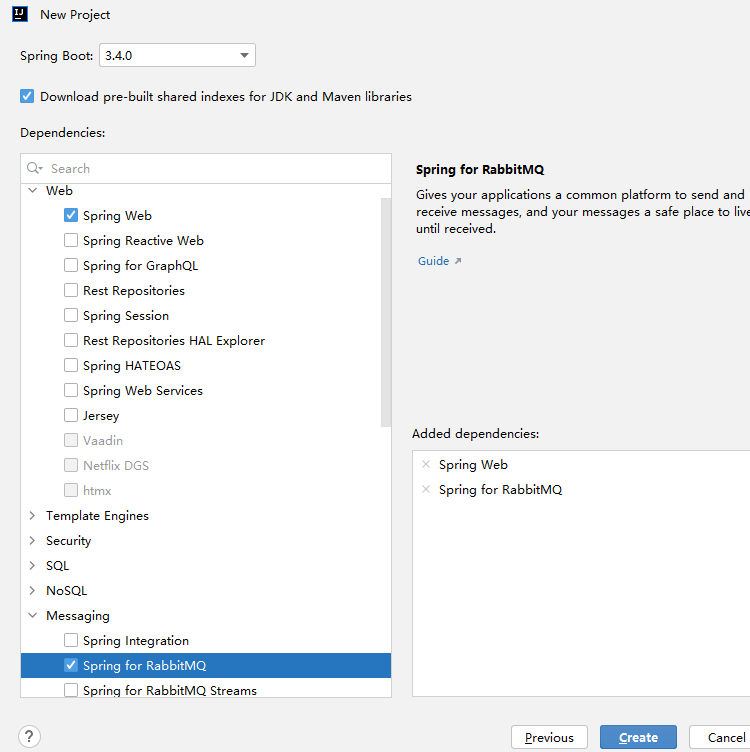 IJ New Project
Spring Boot: 3.4.0
Download pre-built shared indexes for JDK and Maven libraries
Dependencies:
Search
Web
Spring Web
Spring Reactive Web
Spring for GraphQL
Rest Repositories
Spring Session
Rest Repositories HAL Explorer
Spring HATEOAS
Spring Web Services
Jersey
Vaadin
Netflix DGS
htmx
Template Engines
Security
SQL
NoSQL
Messaging
Spring Integration
Spring for RabbitMQ
Spring for RabbitMQ Streams
Spring for RabbitMQ
Gives your applications a common platform to send and
receive messages, and your messages a safe place to live
until received.
Guide
Added dependencies:
Spring Web
Spring for RabbitMQ
?
Previous
Create
Cancel